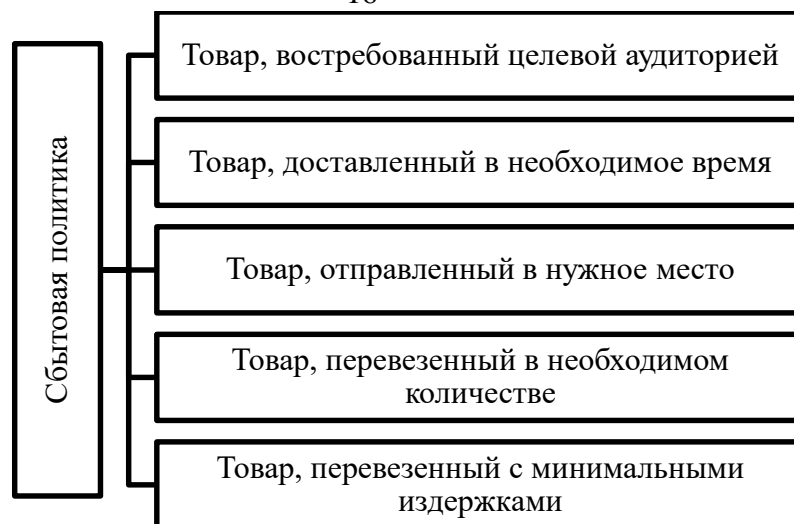 Сбытовая политика
Товар, востребованный целевой аудиторией
Товар, доставленный в необходимое время
Товар, отправленный в нужное место
Товар, перевезенный в необходимом
количестве
Товар, перевезенный с минимальными
издержками